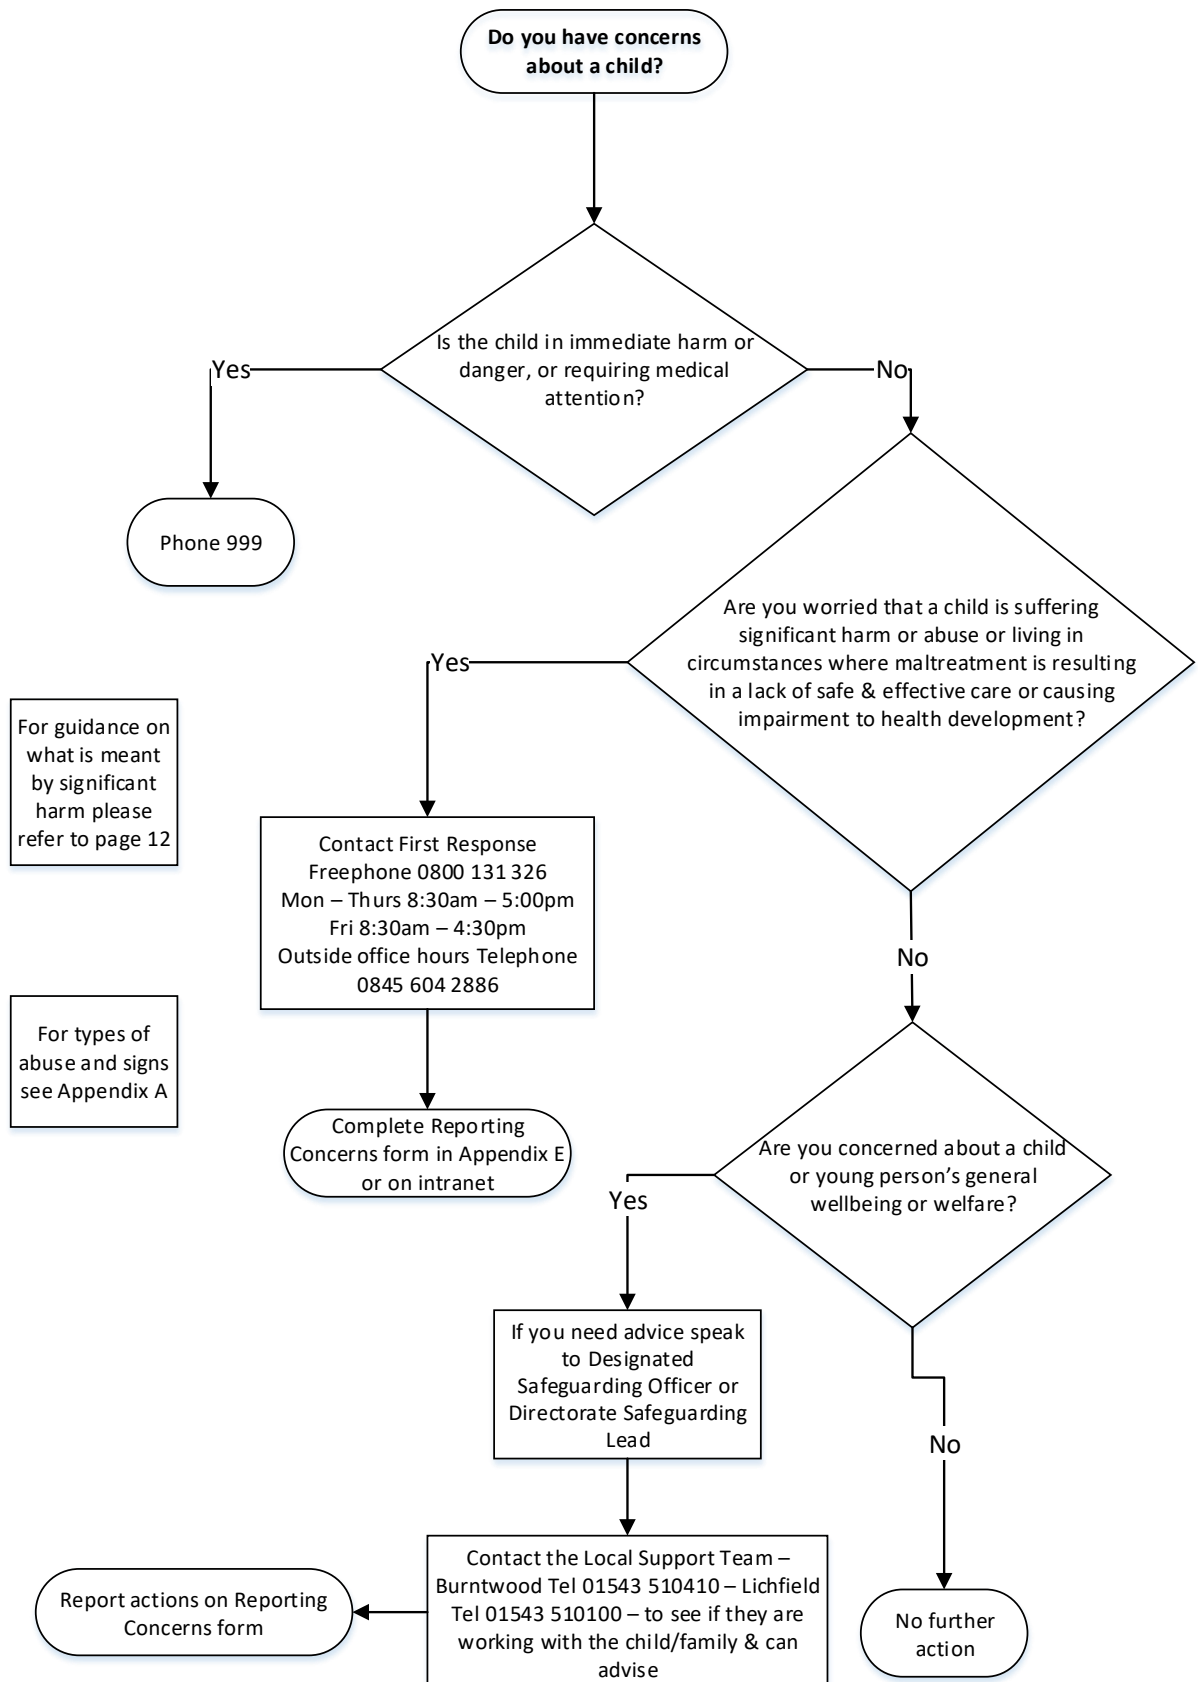 Do you have concerns
about a child?
Is the child in immediate harm or
danger, or requiring medical
attention?
Yes
No
Phone 999
Are you worried that a child is suffering
significant harm or abuse or living in
circumstances where maltreatment is resulting
in a lack of safe & effective care or causing
impairment to health development?
Yes
For guidance on
what is meant
by significant
harm please
refer to page 12
Contact First Response
Freephone 0800 131 326
Mon – Thurs 8:30am – 5:00pm
Fri 8:30am – 4:30pm
Outside office hours Telephone
0845 604 2886
No
For types of
abuse and signs
see Appendix A
Complete Reporting
Concerns form in Appendix E
or on intranet
Are you concerned about a child
or young person's general
wellbeing or welfare?
Yes
If you need advice speak
to Designated
Safeguarding Officer or
Directorate Safeguarding
Lead
No
Contact the Local Support Team –
Burntwood Tel 01543 510410 – Lichfield
Tel 01543 510100 – to see if they are
working with the child/family & can
advise
Report actions on Reporting
Concerns form
No further
action